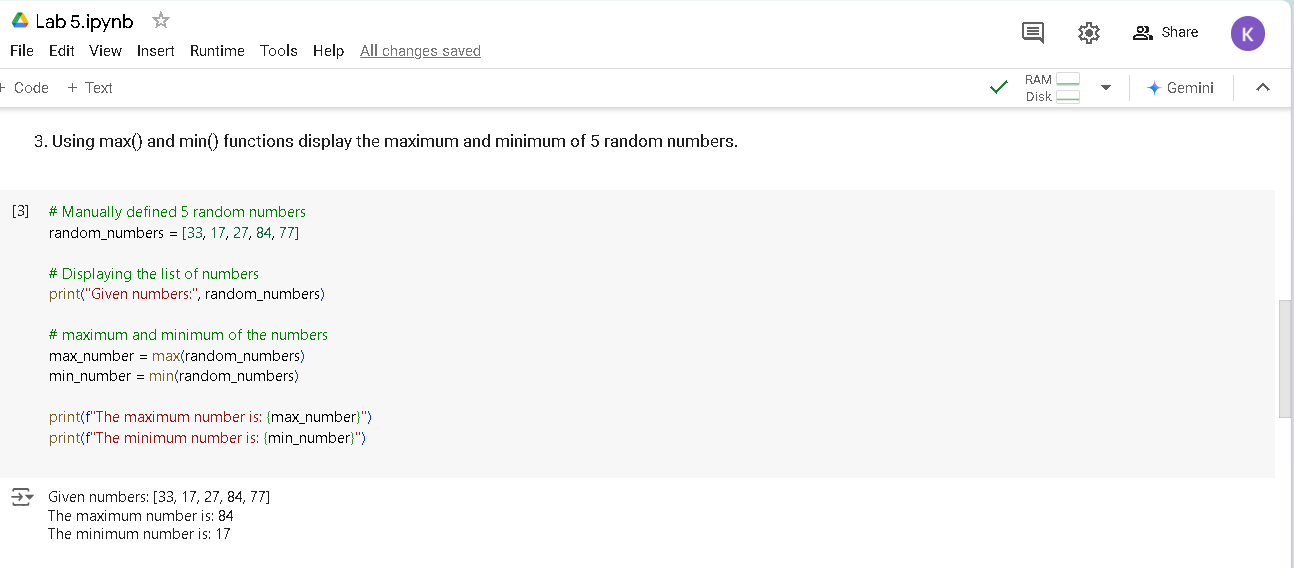 Lab 5.ipynb
File Edit View Insert Runtime Tools Help All changes saved
Share
K
+ Code + Text
RAM
Disk
Gemini
3. Using max() and min() functions display the maximum and minimum of 5 random numbers.
[3]
# Manually defined 5 random numbers
random_numbers = [33, 17, 27, 84, 77]
# Displaying the list of numbers
print("Given numbers:", random_numbers)
# maximum and minimum of the numbers
max_number = max(random_numbers)
min_number = min(random_numbers)
print(f"The maximum number is: {max_number}")
print(f"The minimum number is: {min_number}")
Given numbers: [33, 17, 27, 84, 77]
The maximum number is: 84
The minimum number is: 17